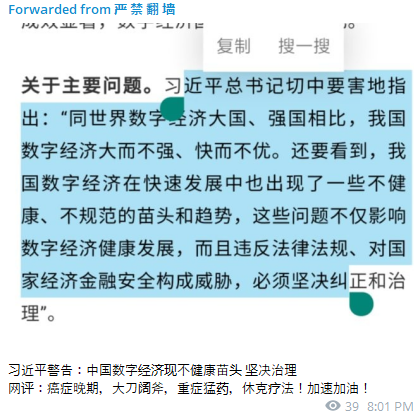 Forwarded from 严 禁 翻 墙
复制 搜一搜
关于主要问题。习近平总书记切中要害地指
出：“同世界数字经济大国、强国相比，我国
数字经济大而不强、快而不优。还要看到，我
国数字经济在快速发展中也出现了一些不健
康、不规范的苗头和趋势，这些问题不仅影响
数字经济健康发展，而且违反法律法规、对国
家经济金融安全构成威胁，必须坚决纠正和治
理”。
习近平警告：中国数字经济现不健康苗头 坚决治理
网评：癌症晚期，大刀阔斧，重症猛药，休克疗法！加速加油！
39 8:01 PM